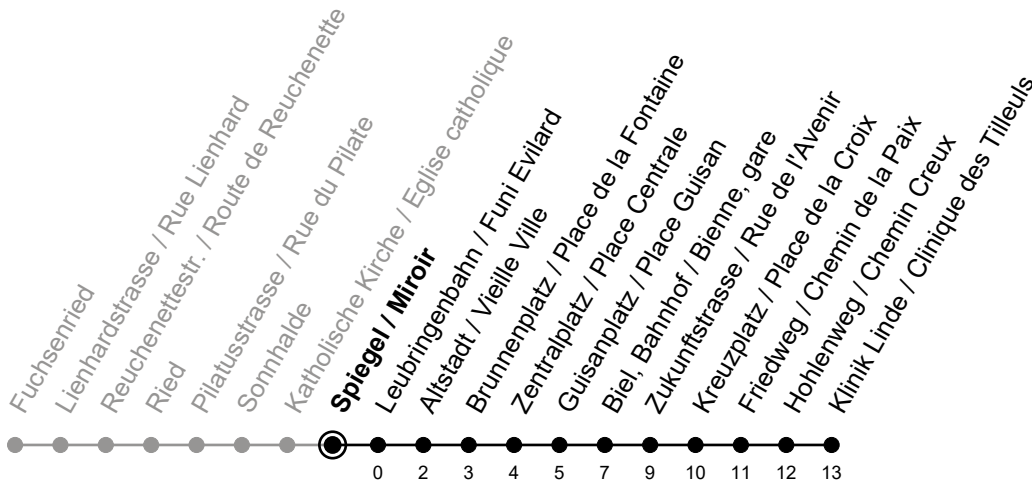 Fuchsenried
Lienhardstrasse / Rue Lienhard
Reuchenettestr. / Route de Reuchenette
Ried
Pilatusstrasse / Rue du Pilate
Sonnhalde
Katholische Kirche / Eglise catholique
Spiegel / Miroir
Leubringenbahn / Funi Evilard
Altstadt / Vieille Ville
Brunnenplatz / Place de la Fontaine
Zentralplatz / Place Centrale
Guisanplatz / Place Guisan
Biel, Bahnhof / Bienne, gare
Zukunftstrasse / Rue de l'Avenir
Kreuzplatz / Place de la Croix
Friedweg / Chemin de la Paix
Hohlenweg / Chemin Creux
Klinik Linde / Clinique des Tilleuls
0 2 3 4 5 7 9 10 11 12 13